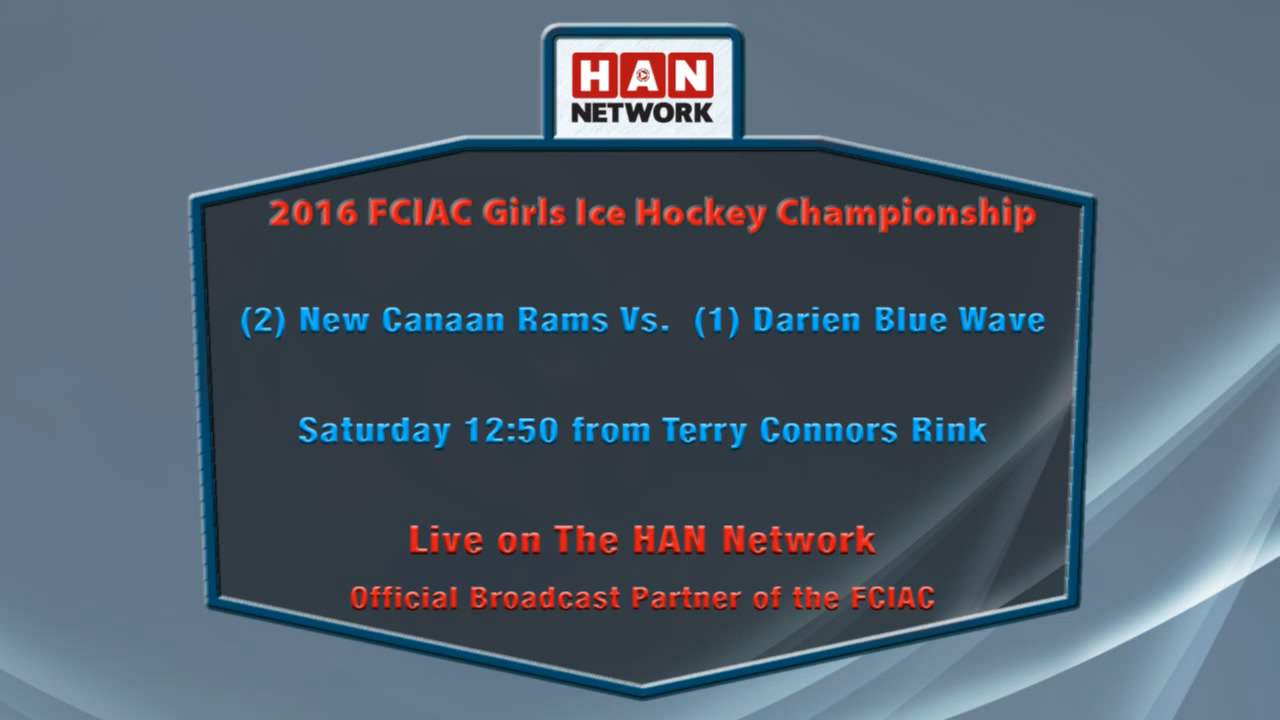 HAN
NETWORK
2016 FCIAC Girls Ice Hockey Championship
(2) New Canaan Rams Vs. (1) Darien Blue Wave
Saturday 12:50 from Terry Connors Rink
Live on The HAN Network
Official Broadcast Partner of the FCIAC